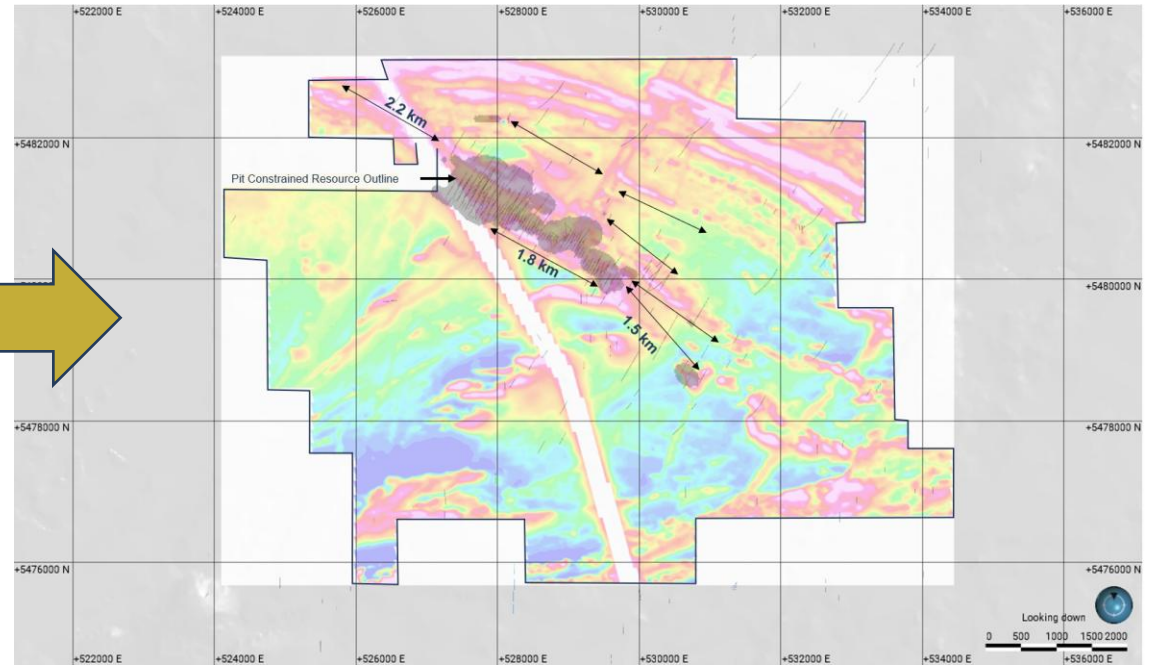 +522000 E
+524000 E
+526000 E
+528000 E
+530000 E
+532000 E
+534000 E
+536000 E
2.2 km
+5482000 N
+5482000 N
Pit Constrained Resource Outline
1.8 km
+5480000 N
1.5 km
+5478000 N
+5478000 N
+5476000 N
+5476000 N
Looking down
0 500 1000 1500 2000
+522000 E
+524000 E
+526000 E
+528000 E
+530000 E
+532000 E
+534000 E
+536000 E